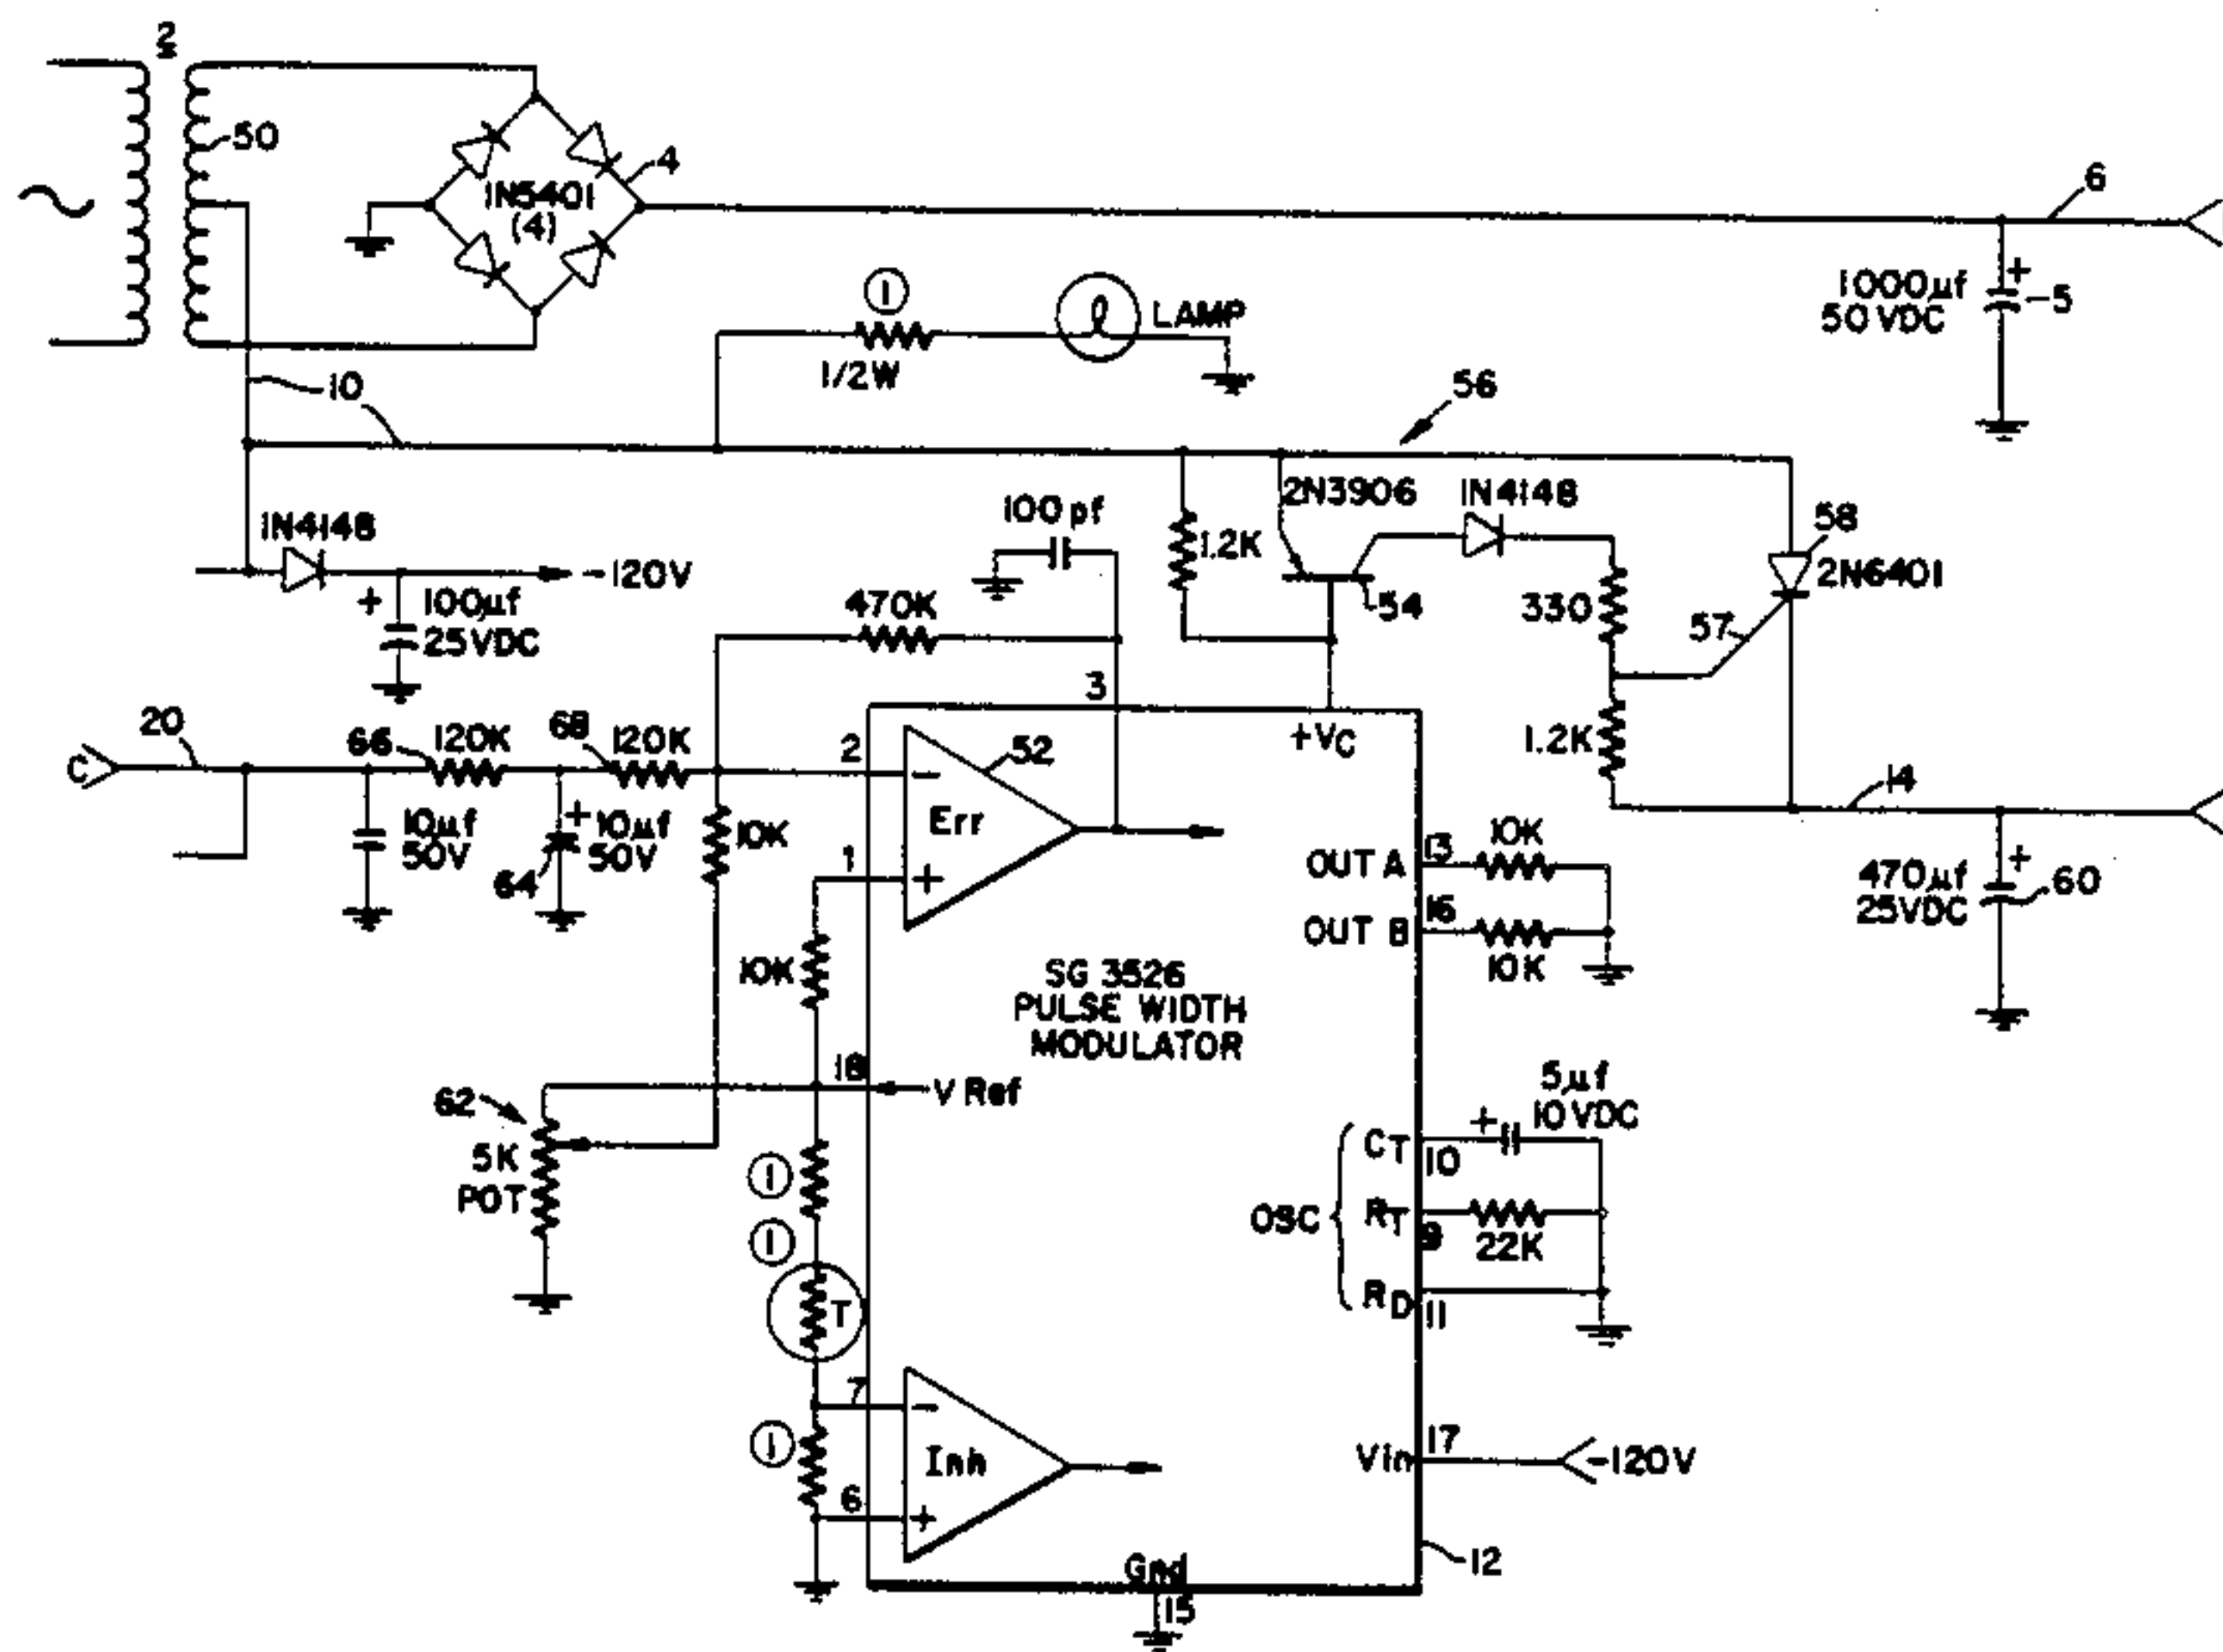 2
50
1N5401
(4)
4
6
1000µf
50 VDC
5
1
LAMP
1/2W
10
56
1N4148
-120V
+
100µf
25VDC
100pf
1.2K
2N3906
1N4148
54
330
57
58
2N6401
470K
3
+VC
1.2K
14
C
20
66
120K
68
120K
2
52
-
Err
+
10µf
50V
64
+
10µf
50V
10K
1
10K
OUT A
13
10K
OUT B
16
10K
470µf
25VDC
+
60
SG 3526
PULSE WIDTH
MODULATOR
18
V Ref
62
5K
POT
1
1
T
7
-
1
Inh
6
+
OSC
CT
10
+
5µf
10 VDC
RT
9
22K
RD
11
Vin
17
-120V
12
Gnd
15